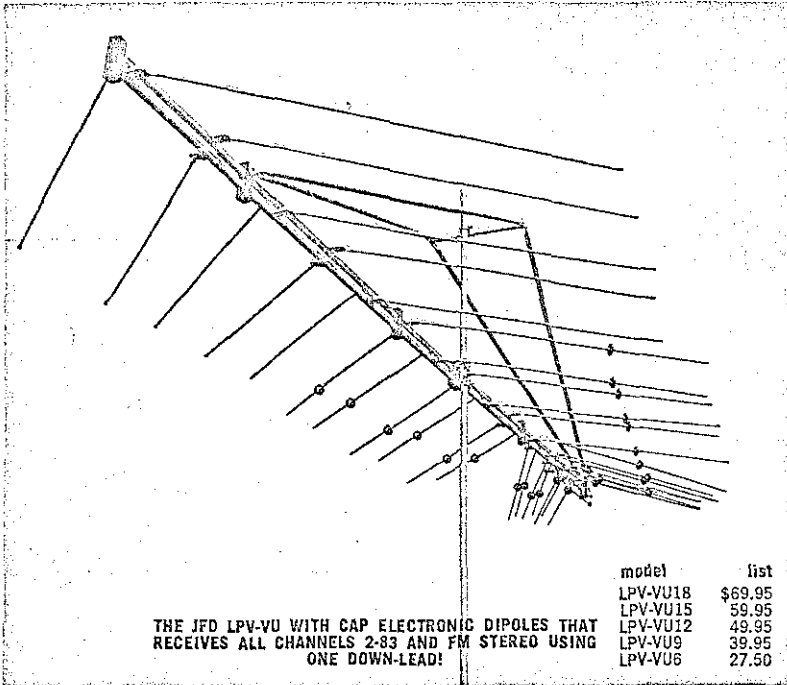 THE JFD LPV-VU WITH CAP ELECTRONIC DIPOLES THAT
RECEIVES ALL CHANNELS 2-83 AND FM STEREO USING
ONE DOWN-LEAD!
model list
LPV-VU18 $69.95
LPV-VU15 59.95
LPV-VU12 49.95
LPV-VU9 39.95
LPV-VU6 27.50